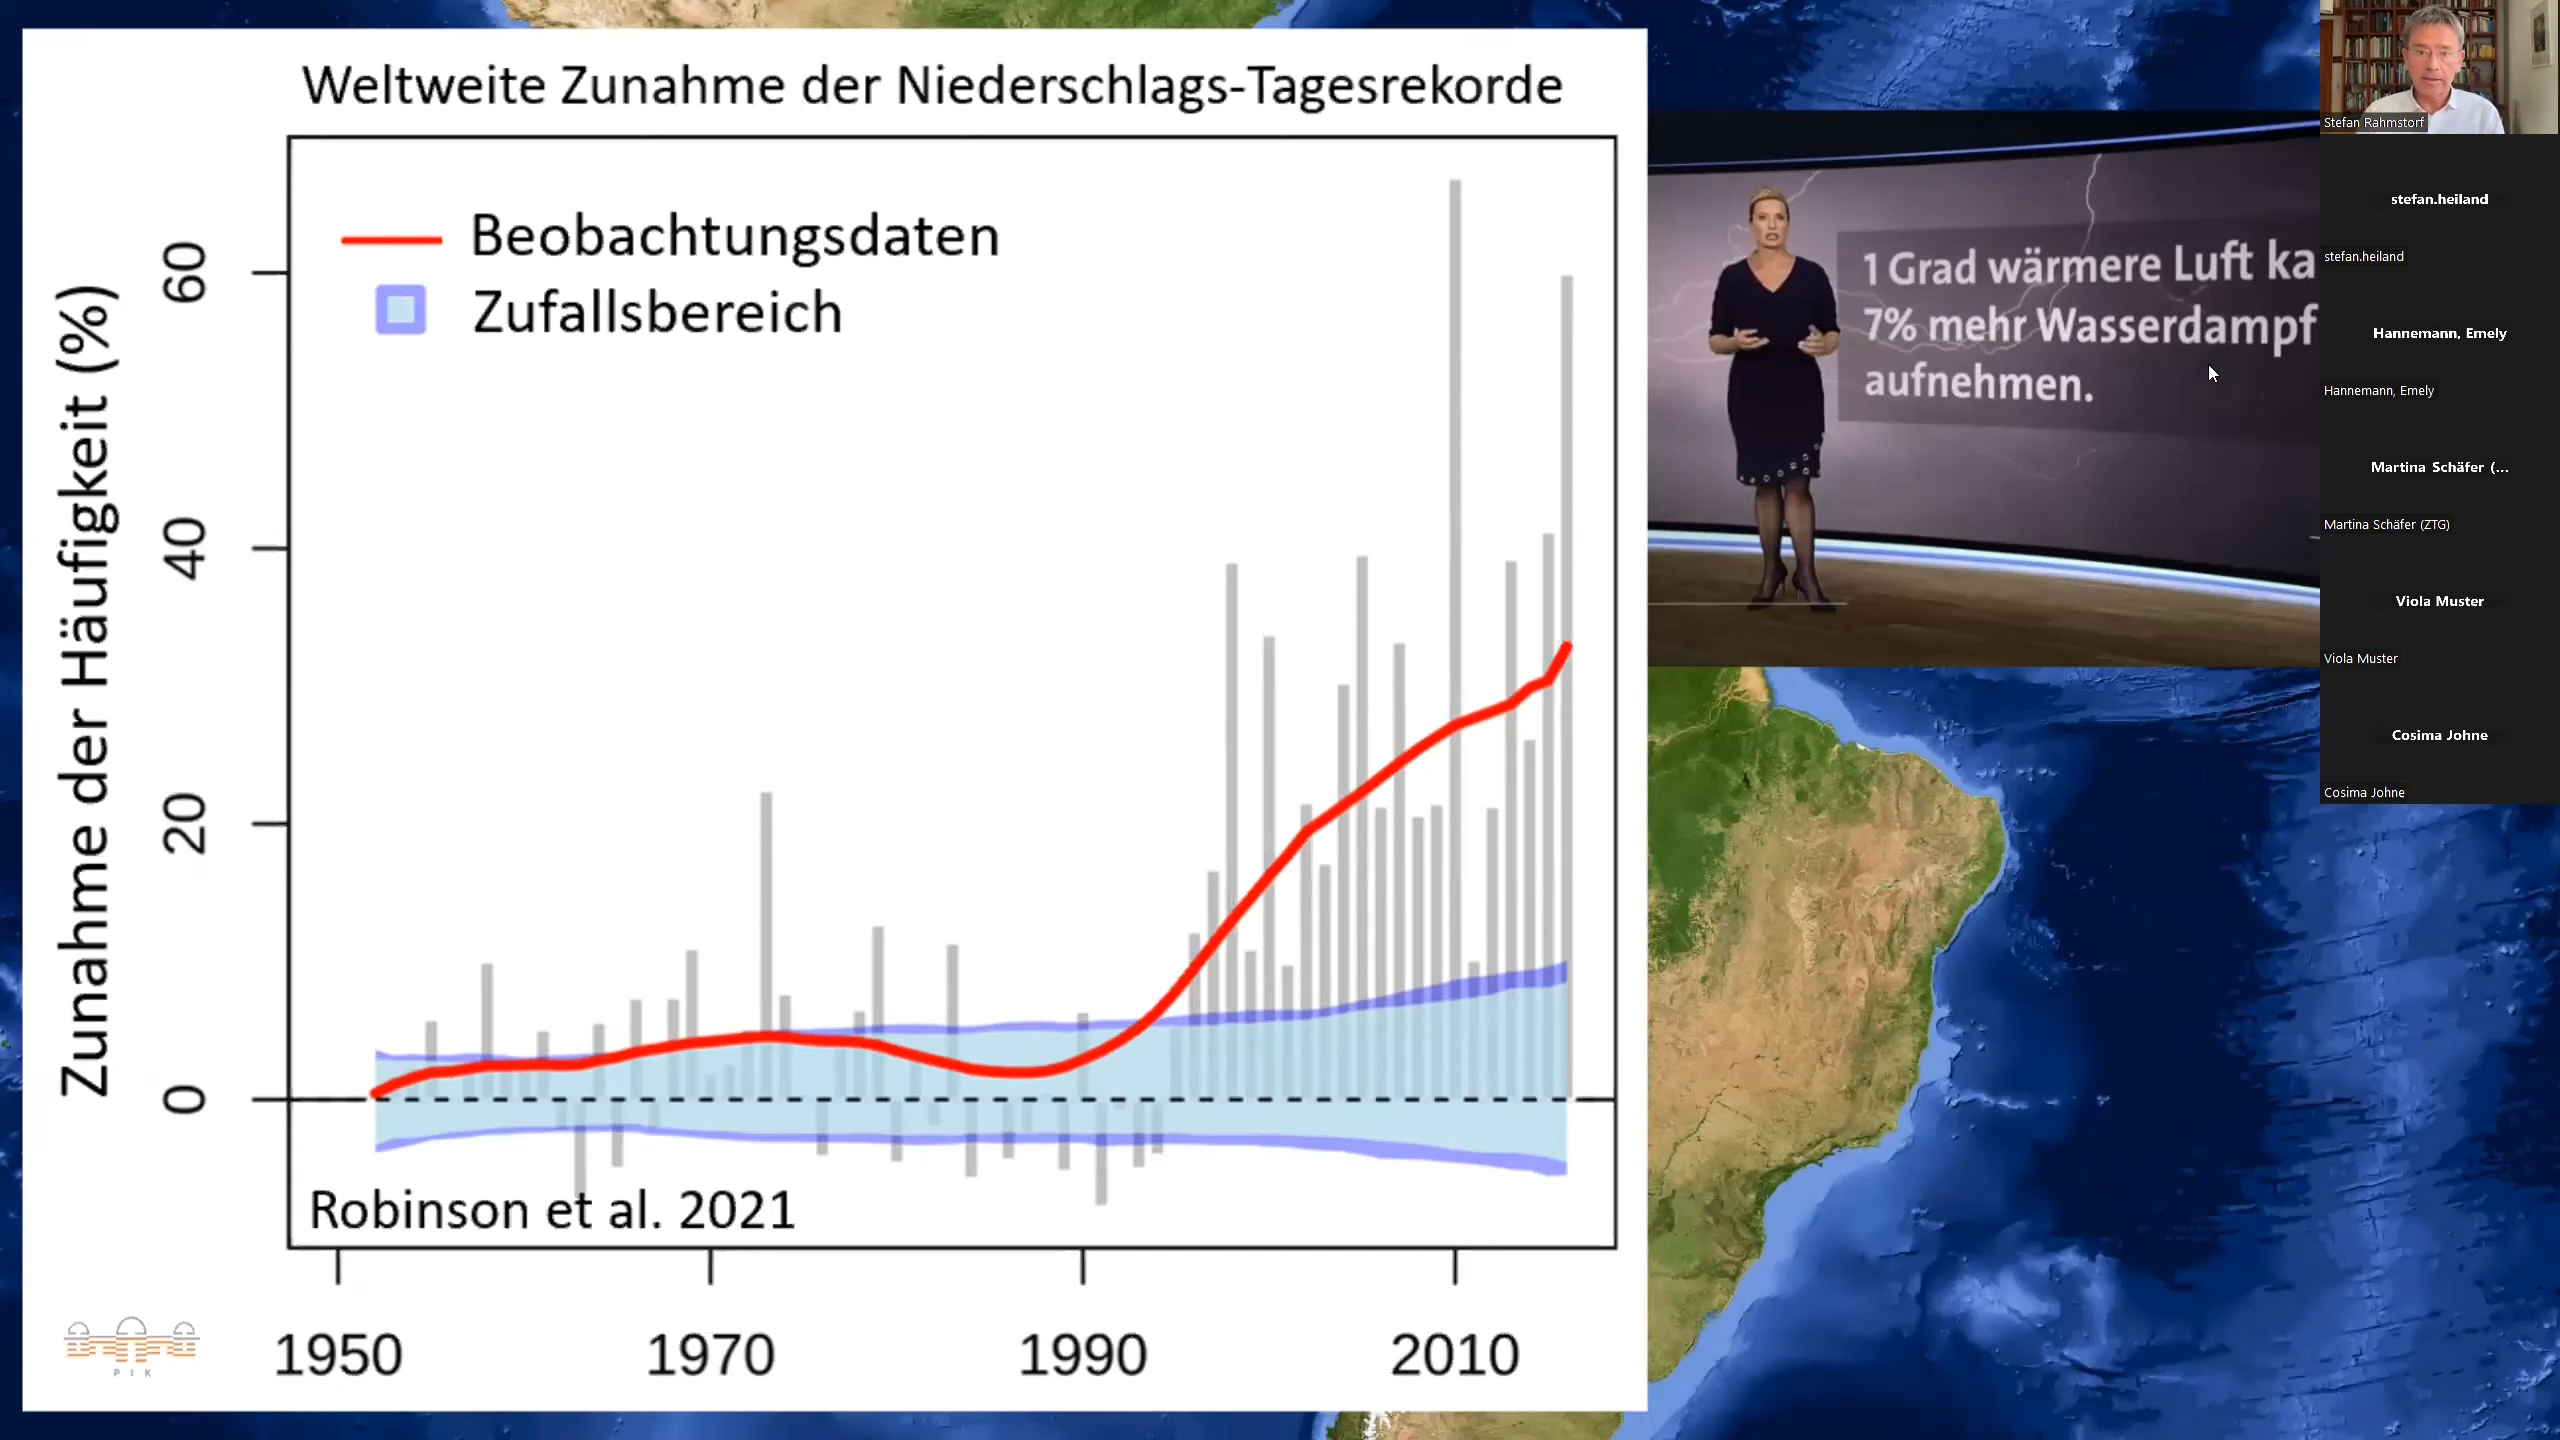 Weltweite Zunahme der Niederschlags-Tagesrekorde
Zunahme der Häufigkeit (%)
60
40
20
0
Beobachtungsdaten
Zufallsbereich
Robinson et al. 2021
1950
1970
1990
2010
PIK
1 Grad wärmere Luft ka
7% mehr Wasserdampf
aufnehmen.
Stefan Rahmstorf
stefan.heiland
stefan.heiland
Hannemann, Emely
Hannemann, Emely
Martina Schäfer (...
Martina Schäfer (ZTG)
Viola Muster
Viola Muster
Cosima Johne
Cosima Johne